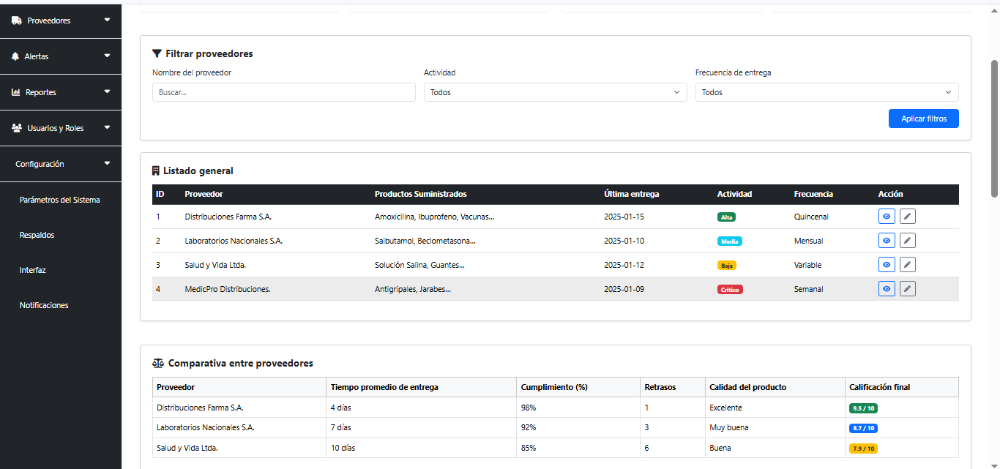 Proveedores
Alertas
Reportes
Usuarios y Roles
Configuración
Parámetros del Sistema
Respaldos
Interfaz
Notificaciones
Filtrar proveedores
Nombre del proveedor Actividad Frecuencia de entrega
Buscar... Todos Todos
Aplicar filtros
Listado general
ID Proveedor Productos Suministrados Última entrega Actividad Frecuencia Acción
1 Distribuciones Farma S.A. Amoxicilina, Ibuprofeno, Vacunas... 2025-01-15 Alta Quincenal
2 Laboratorios Nacionales S.A. Salbutamol, Beclometasona... 2025-01-10 Media Mensual
3 Salud y Vida Ltda. Solución Salina, Guantes... 2025-01-12 Baja Variable
4 MedicPro Distribuciones. Antigripales, Jarabes... 2025-01-09 Crítico Semanal
Comparativa entre proveedores
Proveedor Tiempo promedio de entrega Cumplimiento (%) Retrasos Calidad del producto Calificación final
Distribuciones Farma S.A. 4 días 98% 1 Excelente 9.5 / 10
Laboratorios Nacionales S.A. 7 días 92% 3 Muy buena 8.7 / 10
Salud y Vida Ltda. 10 días 85% 6 Buena 7.9 / 10